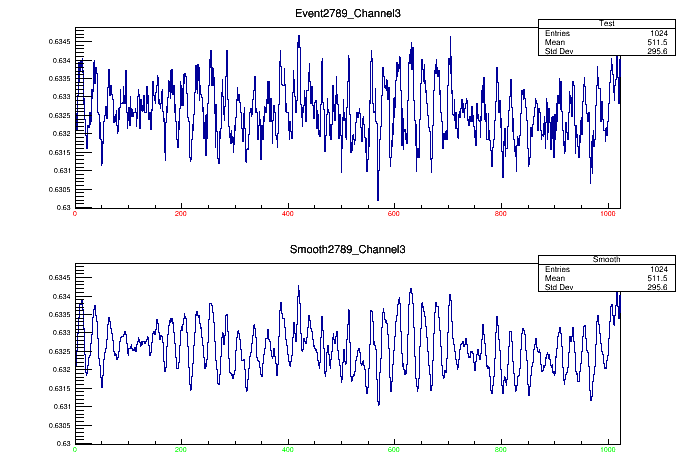 Event2789_Channel3
Test
Entries 1024
Mean 511.5
Std Dev 295.6
0.6345
0.634
0.6335
0.633
0.6325
0.632
0.6315
0.631
0.6305
0.63
0 200 400 600 800 1000
Smooth2789_Channel3
Smooth
Entries 1024
Mean 511.5
Std Dev 295.6
0.6345
0.634
0.6335
0.633
0.6325
0.632
0.6315
0.631
0.6305
0.63
0 200 400 600 800 1000